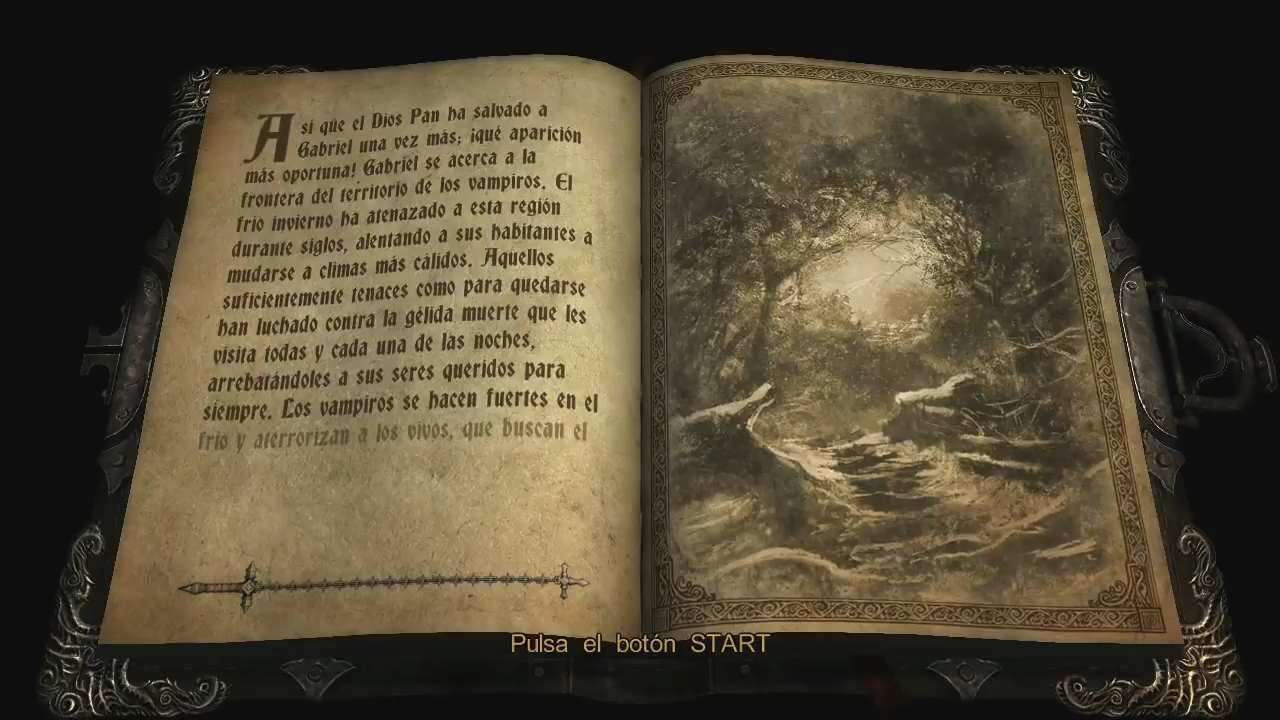 Así que el Dios Pan ha salvado a
Gabriel una vez más; ¡qué aparición
más oportuna! Gabriel se acerca a la
frontera del territorio de los vampiros. El
frío invierno ha atenazado a esta región
durante siglos, alentando a sus habitantes a
mudarse a climas más cálidos. Aquellos
suficientemente tenaces como para quedarse
han luchado contra la gélida muerte que les
visita todas y cada una de las noches,
arrebatándoles a sus seres queridos para
siempre. Los vampiros se hacen fuertes en el
frío y aterrorizan a los vivos, que buscan el
Pulsa el botón START